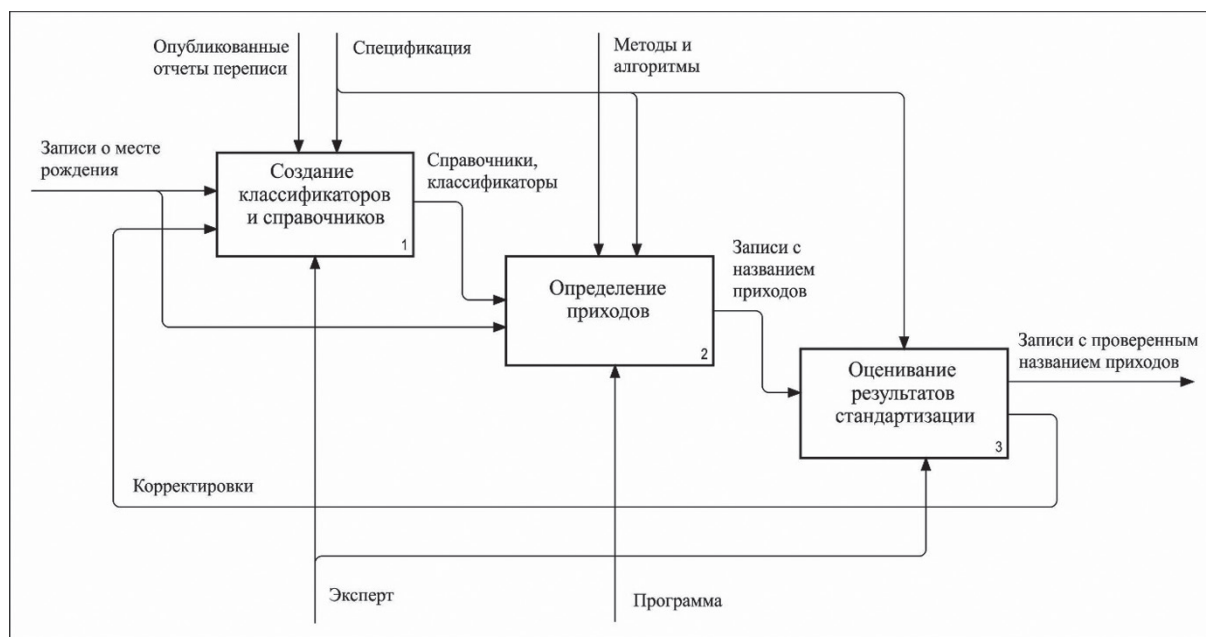 Опубликованные
отчеты переписи
Спецификация
Методы и
алгоритмы
Записи о месте
рождения
Создание
классификаторов
и справочников
1
Справочники,
классификаторы
Определение
приходов
2
Записи с
названием
приходов
Оценивание
результатов
стандартизации
3
Записи с проверенным
названием приходов
Корректировки
Эксперт
Программа